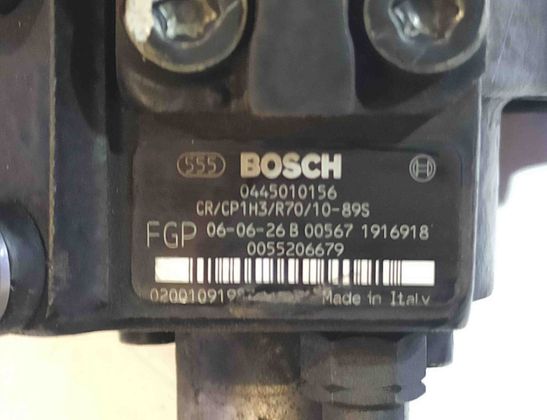 SSS BOSCH
0445010156
CR/CP1H3/R70/10-89S
FGP 06-06-26 B 00567 1916918
0055206679
Made in Italy